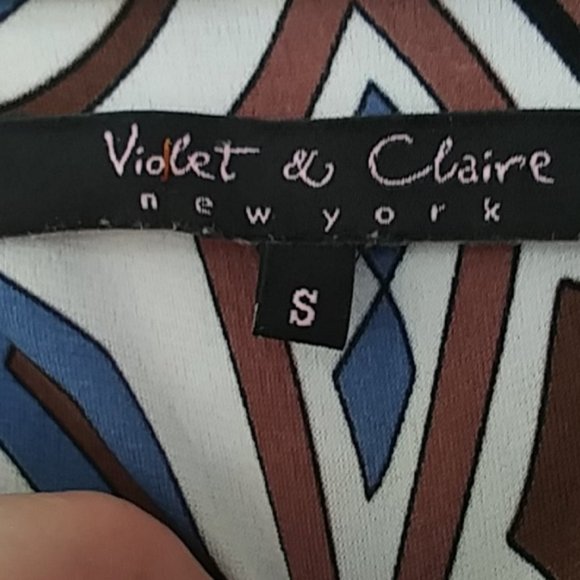 Violet & Claire
new york
S